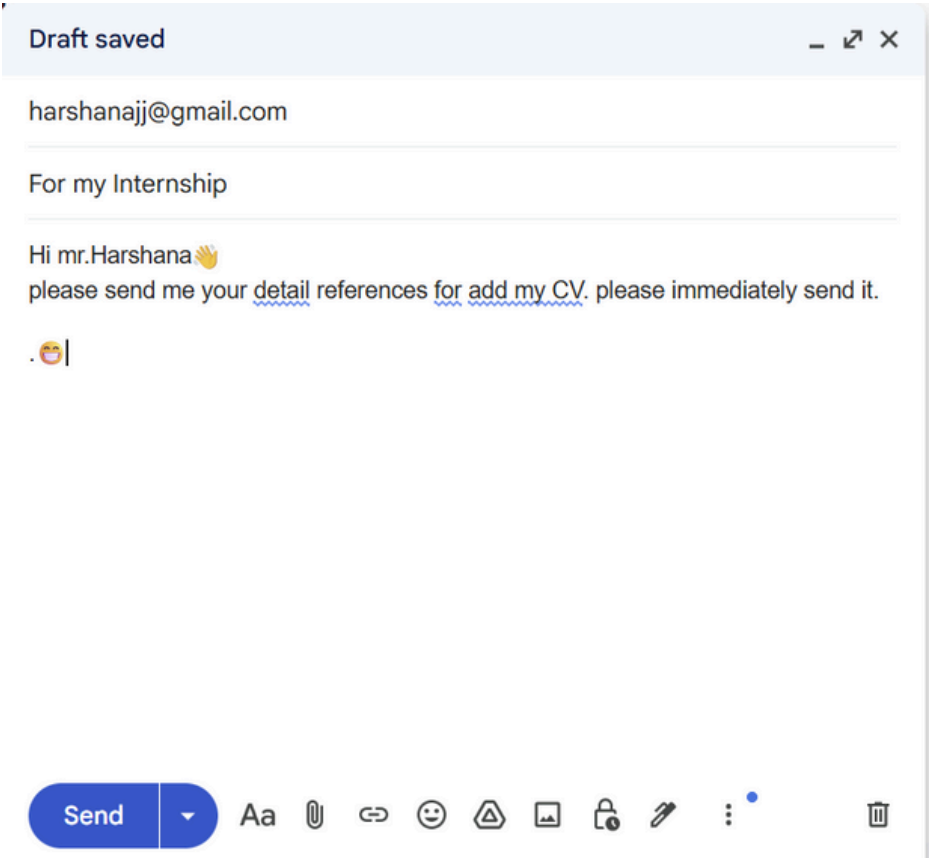 Draft saved
harshanajj@gmail.com
For my Internship
Hi mr.Harshana👋
please send me your detail references for add my CV. please immediately send it.
.😁
Send
Aa